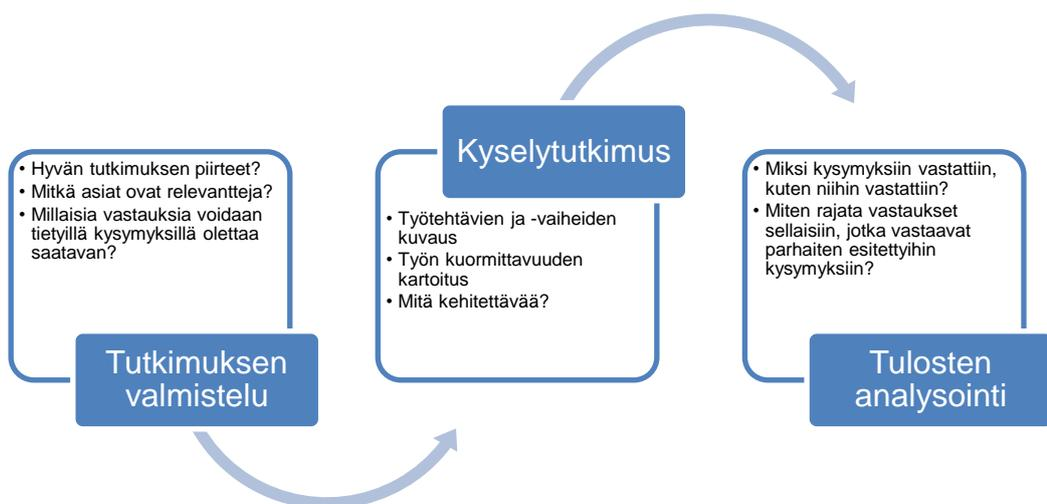 • Hyvän tutkimuksen piirteet?
• Mitkä asiat ovat relevantteja?
• Millaisia vastauksia voidaan
tietyillä kysymyksillä olettaa
saatavan?
Tutkimuksen
valmistelu
Kyselytutkimus
• Työtehtävien ja -vaiheiden
kuvaus
• Työn kuormittavuuden
kartoitus
• Mitä kehitettävää?
• Miksi kysymyksiin vastattiin,
kuten niihin vastattiin?
• Miten rajata vastaukset
sellaisiin, jotka vastaavat
parhaiten esitettyihin
kysymyksiin?
Tulosten
analysointi